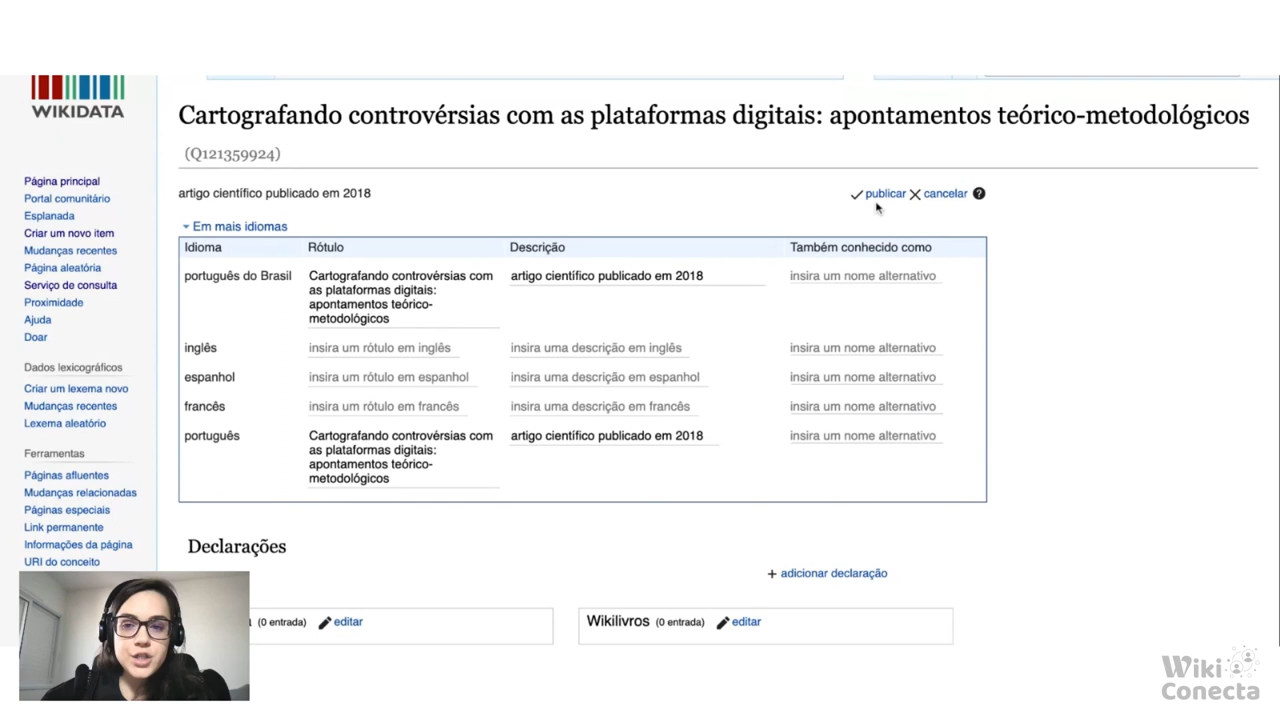 WIKIDATA
Cartografando controvérsias com as plataformas digitais: apontamentos teórico-metodológicos
(Q121359924)
artigo científico publicado em 2018
publicar cancelar ?
Em mais idiomas
Idioma Rótulo Descrição Também conhecido como
português do Brasil Cartografando controvérsias com artigo científico publicado em 2018 insira um nome alternativo
as plataformas digitais:
apontamentos teórico-
metodológicos
inglês insira um rótulo em inglês insira uma descrição em inglês insira um nome alternativo
espanhol insira um rótulo em espanhol insira uma descrição em espanhol insira um nome alternativo
francês insira um rótulo em francês insira uma descrição em francês insira um nome alternativo
português Cartografando controvérsias com artigo científico publicado em 2018 insira um nome alternativo
as plataformas digitais:
apontamentos teórico-
metodológicos
Declarações
+ adicionar declaração
(0 entrada) editar
Wikilivros (0 entrada) editar
Página principal
Portal comunitário
Esplanada
Criar um novo item
Mudanças recentes
Página aleatória
Serviço de consulta
Proximidade
Ajuda
Doar
Dados lexicográficos
Criar um lexema novo
Mudanças recentes
Lexema aleatório
Ferramentas
Páginas afluentes
Mudanças relacionadas
Páginas especiais
Link permanente
Informações da página
URI do conceito
Wiki
Conecta